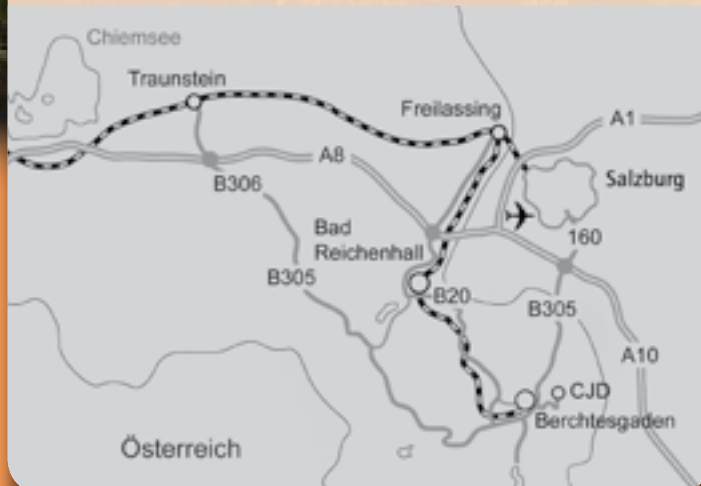 Chiemsee
Traunstein
Freilassing
A1
A8
Salzburg
B306
Bad
Reichenhall
160
B305
B20
B305
A10
CJD
Berchtesgaden
Österreich